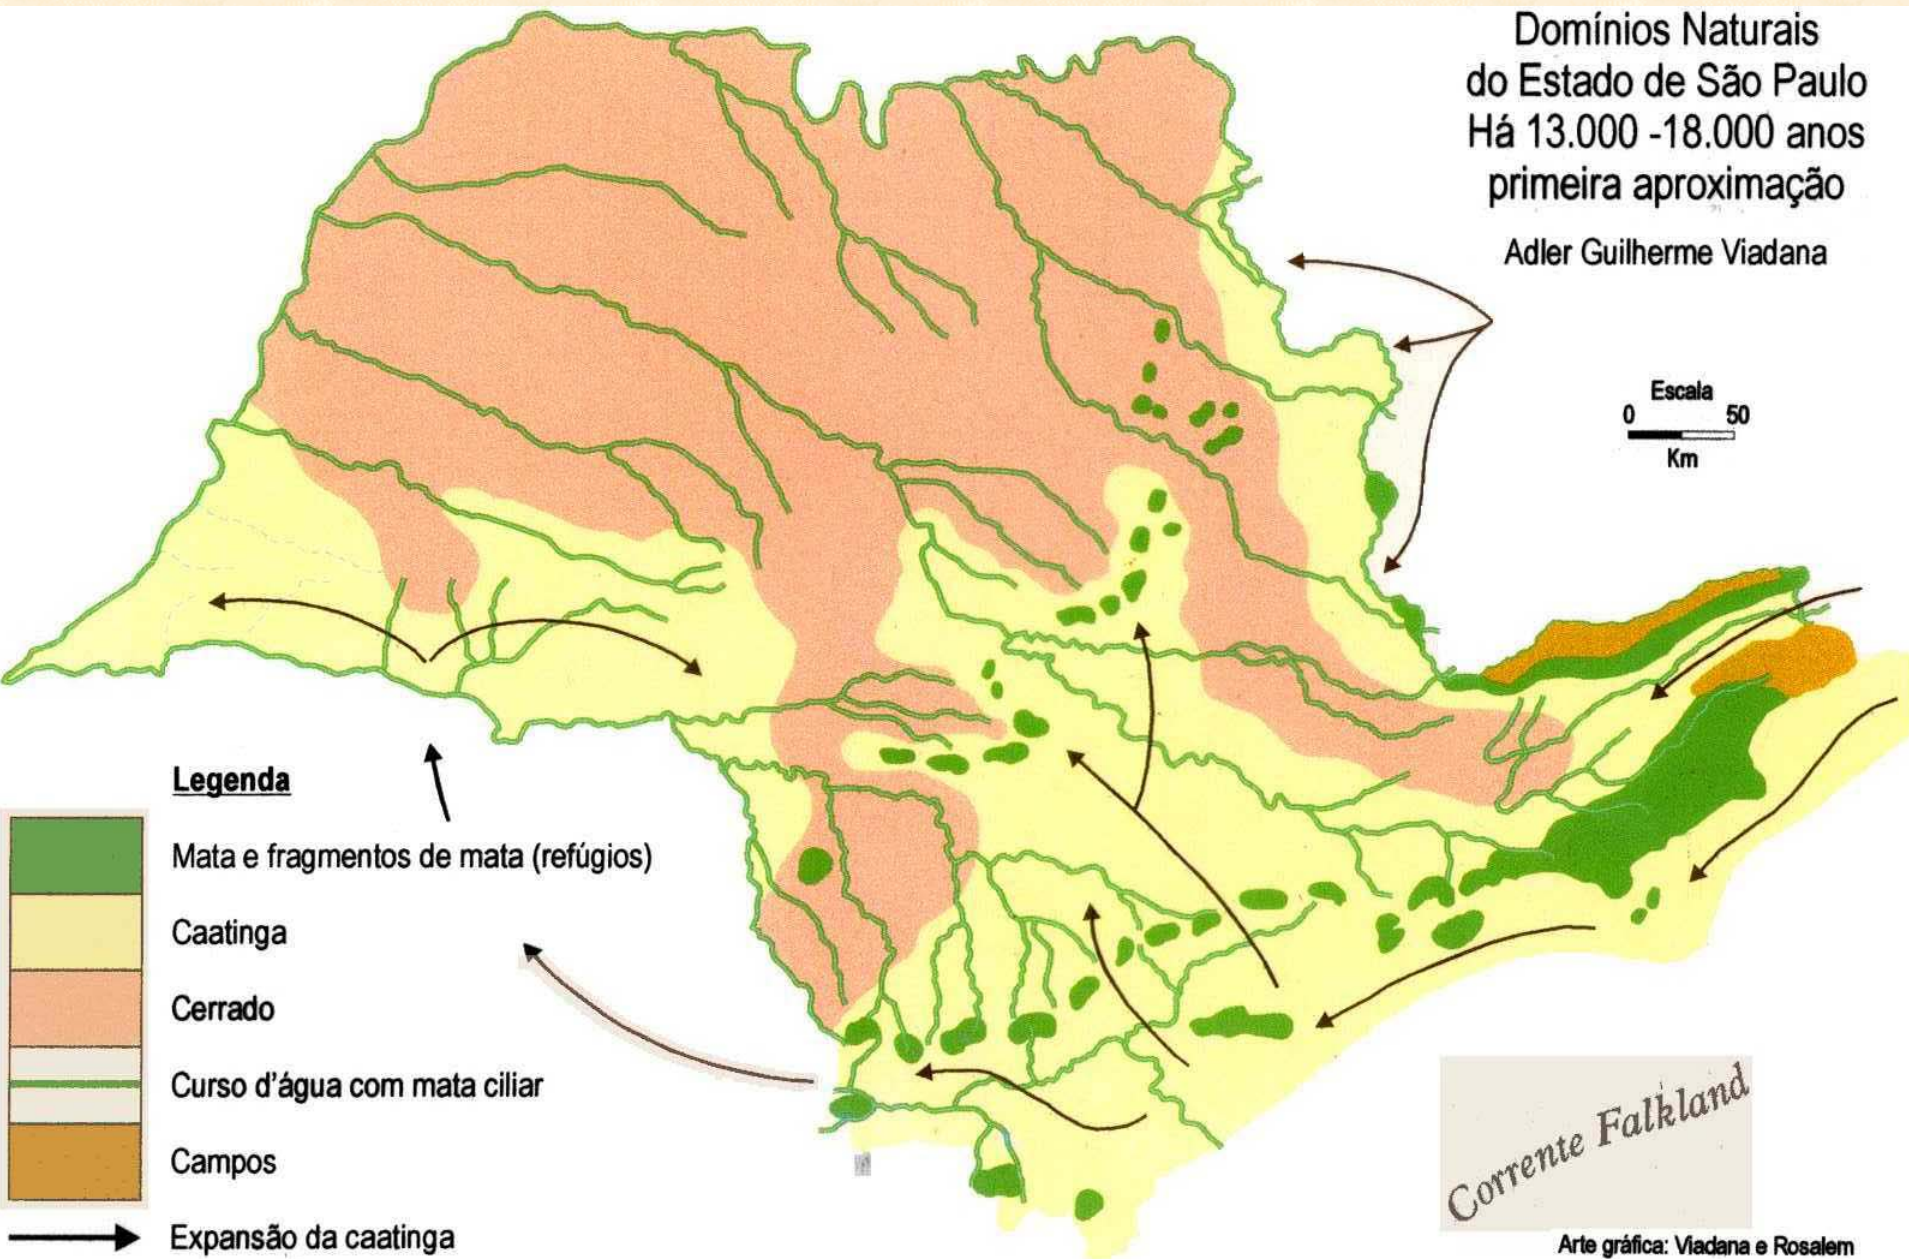 Domínios Naturais
do Estado de São Paulo
Há 13.000 -18.000 anos
primeira aproximação
Adler Guilherme Viadana
Escala
0 50
Km
Legenda
Mata e fragmentos de mata (refúgios)
Caatinga
Cerrado
Curso d'água com mata ciliar
Campos
Expansão da caatinga
Corrente Falkland
Arte gráfica: Viadana e Rosalem